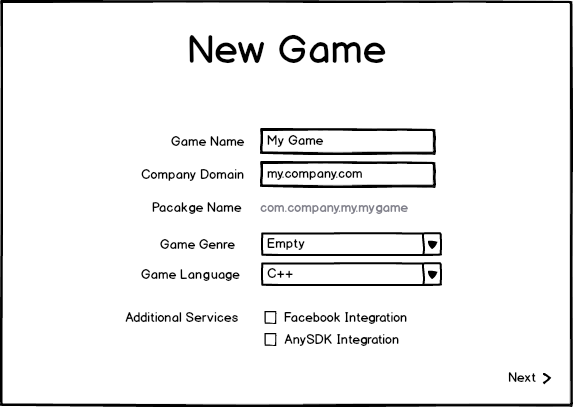 New Game
Game Name My Game
Company Domain my.company.com
Pacakge Name com.company.my.mygame
Game Genre Empty
Game Language C++
Additional Services Facebook Integration
AnySDK Integration
Next >